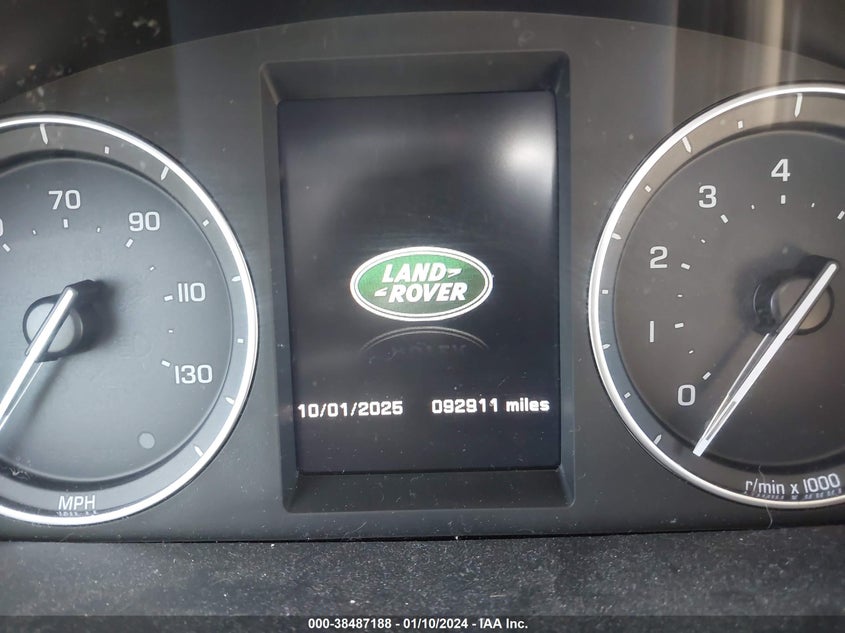 70
90
110
130
MPH
LAND
ROVER
10/01/2025 092911 miles
4
3
2
1
0
r/min x 1000
000-38487188 - 01/10/2024 - IAA Inc.